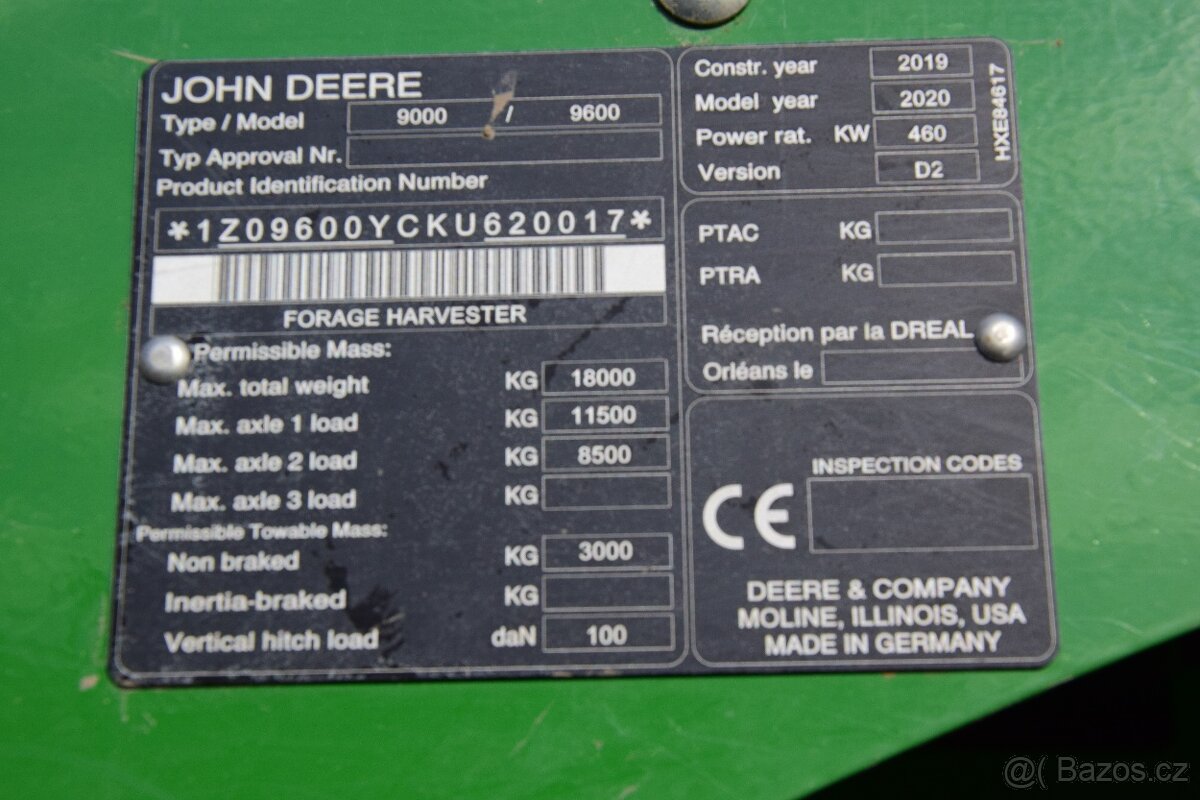 JOHN DEERE
Type / Model 9000 / 9600
Typ Approval Nr.
Product Identification Number
*1Z09600YCKU620017*
FORAGE HARVESTER
Permissible Mass:
Max. total weight KG 18000
Max. axle 1 load KG 11500
Max. axle 2 load KG 8500
Max. axle 3 load KG
Permissible Towable Mass:
Non braked KG 3000
Inertia-braked KG
Vertical hitch load daN 100
Constr. year 2019
Model year 2020
Power rat. KW 460
Version D2
HXE84617
PTAC KG
PTRA KG
Réception par la DREAL
Orléans le
INSPECTION CODES
CE
DEERE & COMPANY
MOLINE, ILLINOIS, USA
MADE IN GERMANY
@( Bazos.cz